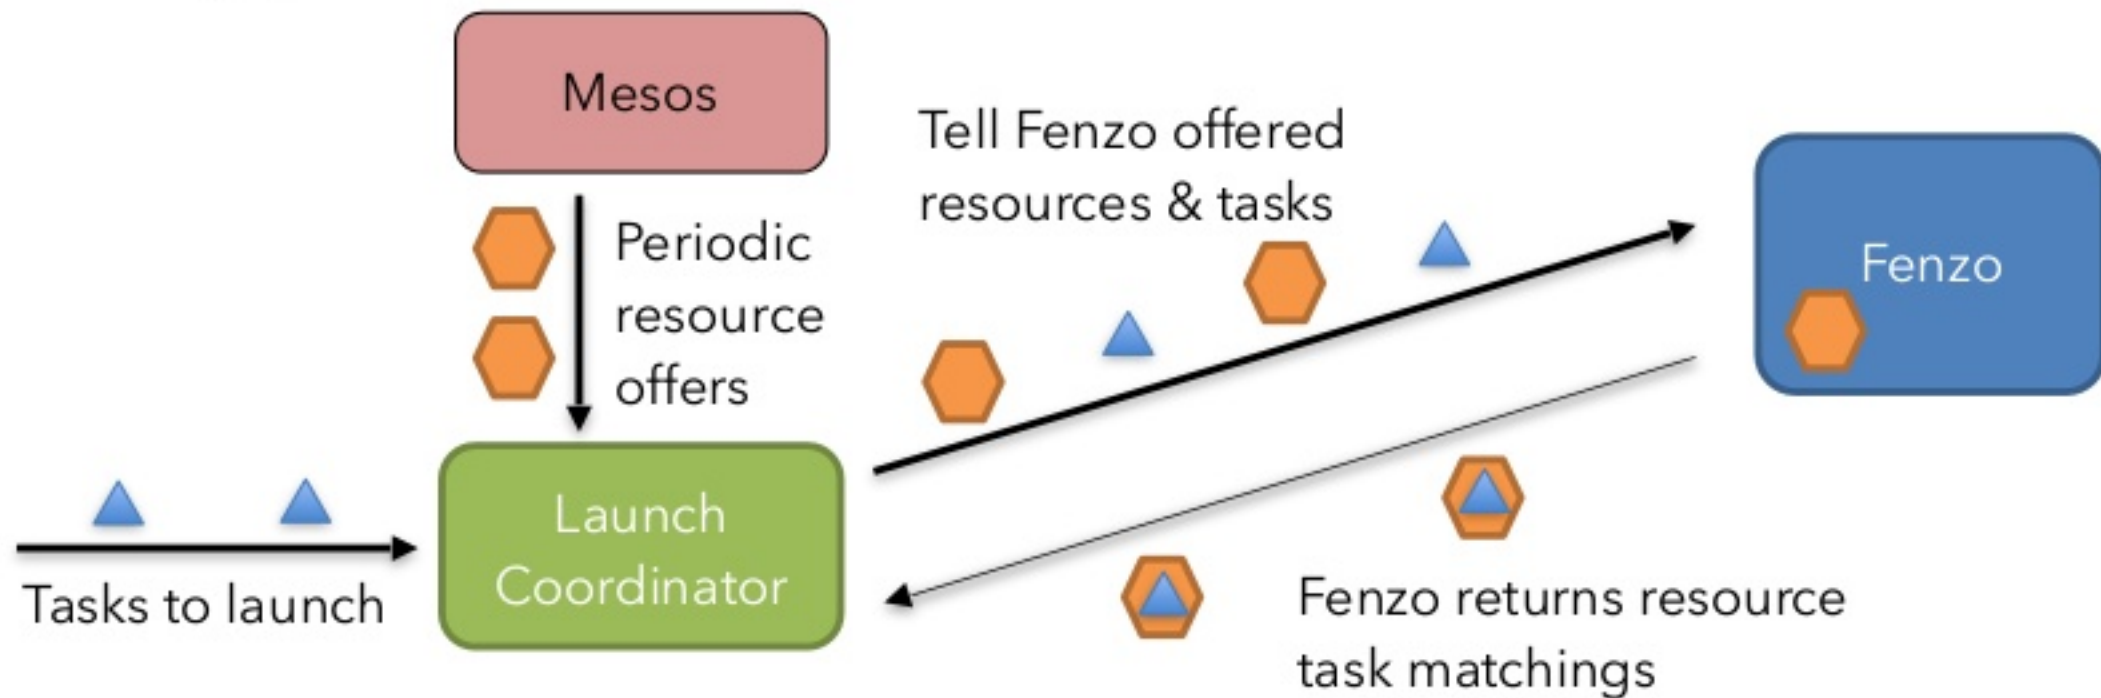 Mesos
Tell Fenzo offered
resources & tasks
Periodic
resource
offers
Fenzo
Launch
Coordinator
Tasks to launch
Fenzo returns resource
task matchings